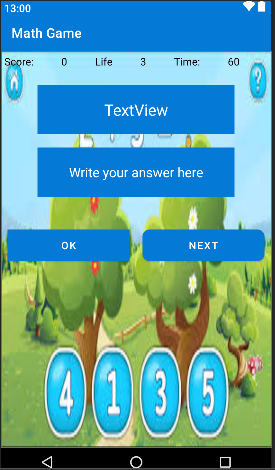 13:00
Math Game
Score: 0 Life 3 Time: 60
?
TextView
Write your answer here
OK NEXT
4 1 3 5